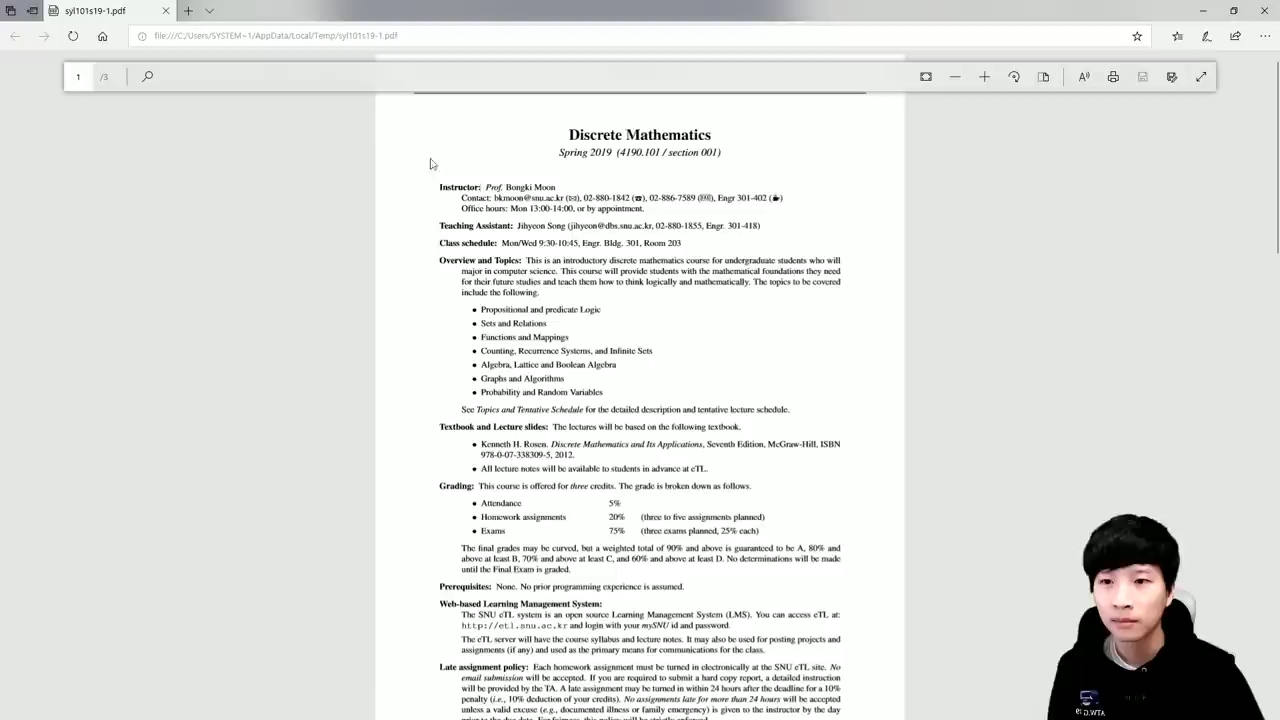 syl101s19-1.pdf
file:///C:/Users/SYSTEM~1/AppData/Local/Temp/syl101s19-1.pdf
1 /3
Discrete Mathematics
Spring 2019 (4190.101 / section 001)
Instructor: Prof. Bongki Moon
Contact: bkmoon@snu.ac.kr (✉), 02-880-1842 (☎), 02-886-7589 (FAX), Engr 301-402 (☕)
Office hours: Mon 13:00-14:00, or by appointment.
Teaching Assistant: Jihyeon Song (jihyeon@dbs.snu.ac.kr, 02-880-1855, Engr. 301-418)
Class schedule: Mon/Wed 9:30-10:45, Engr. Bldg. 301, Room 203
Overview and Topics: This is an introductory discrete mathematics course for undergraduate students who will
major in computer science. This course will provide students with the mathematical foundations they need
for their future studies and teach them how to think logically and mathematically. The topics to be covered
include the following.
• Propositional and predicate Logic
• Sets and Relations
• Functions and Mappings
• Counting, Recurrence Systems, and Infinite Sets
• Algebra, Lattice and Boolean Algebra
• Graphs and Algorithms
• Probability and Random Variables
See Topics and Tentative Schedule for the detailed description and tentative lecture schedule.
Textbook and Lecture slides: The lectures will be based on the following textbook.
• Kenneth H. Rosen. Discrete Mathematics and Its Applications, Seventh Edition, McGraw-Hill, ISBN
978-0-07-338309-5, 2012.
• All lecture notes will be available to students in advance at eTL.
Grading: This course is offered for three credits. The grade is broken down as follows.
• Attendance 5%
• Homework assignments 20% (three to five assignments planned)
• Exams 75% (three exams planned, 25% each)
The final grades may be curved, but a weighted total of 90% and above is guaranteed to be A, 80% and
above at least B, 70% and above at least C, and 60% and above at least D. No determinations will be made
until the Final Exam is graded.
Prerequisites: None. No prior programming experience is assumed.
Web-based Learning Management System:
The SNU eTL system is an open source Learning Management System (LMS). You can access eTL at:
http://etl.snu.ac.kr and login with your mySNU id and password.
The eTL server will have the course syllabus and lecture notes. It may also be used for posting projects and
assignments (if any) and used as the primary means for communications for the class.
Late assignment policy: Each homework assignment must be turned in electronically at the SNU eTL site. No
email submission will be accepted. If you are required to submit a hard copy report, a detailed instruction
will be provided by the TA. A late assignment may be turned in within 24 hours after the deadline for a 10%
penalty (i.e., 10% deduction of your credits). No assignments late for more than 24 hours will be accepted
unless a valid excuse (e.g., documented illness or family emergency) is given to the instructor by the day